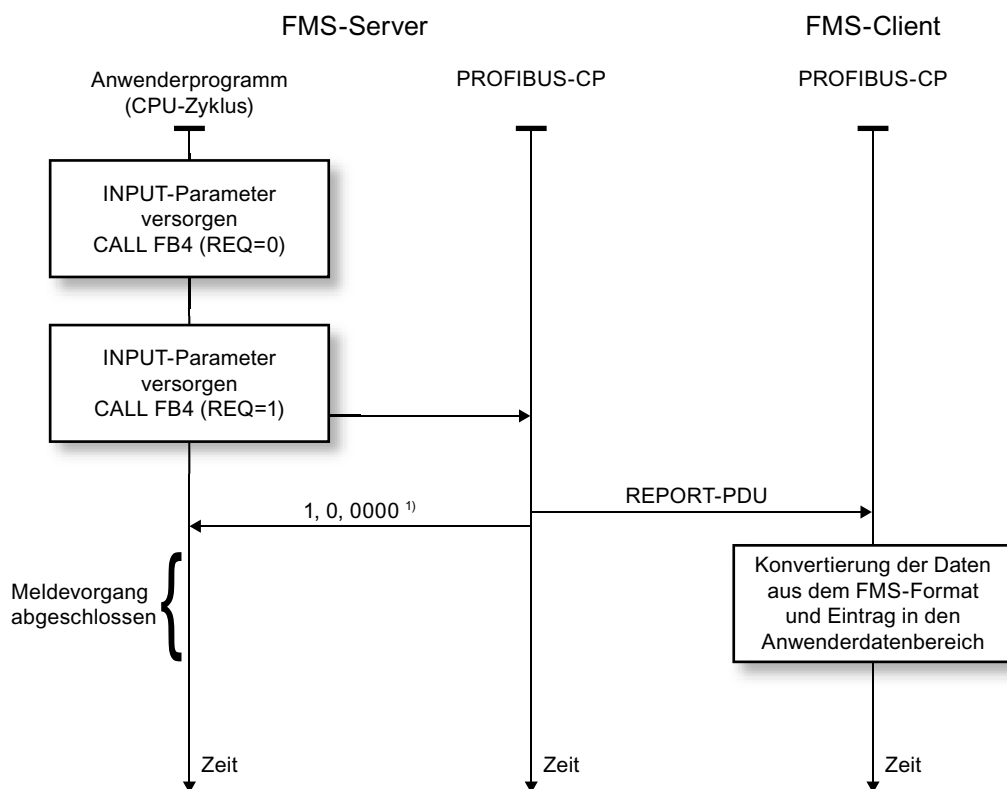 FMS-Server
FMS-Client
Anwenderprogramm
(CPU-Zyklus)
PROFIBUS-CP
PROFIBUS-CP
INPUT-Parameter
versorgen
CALL FB4 (REQ=0)
INPUT-Parameter
versorgen
CALL FB4 (REQ=1)
REPORT-PDU
1, 0, 0000 1)
Meldevorgang
abgeschlossen
Konvertierung der Daten
aus dem FMS-Format
und Eintrag in den
Anwenderdatenbereich
Zeit
Zeit
Zeit